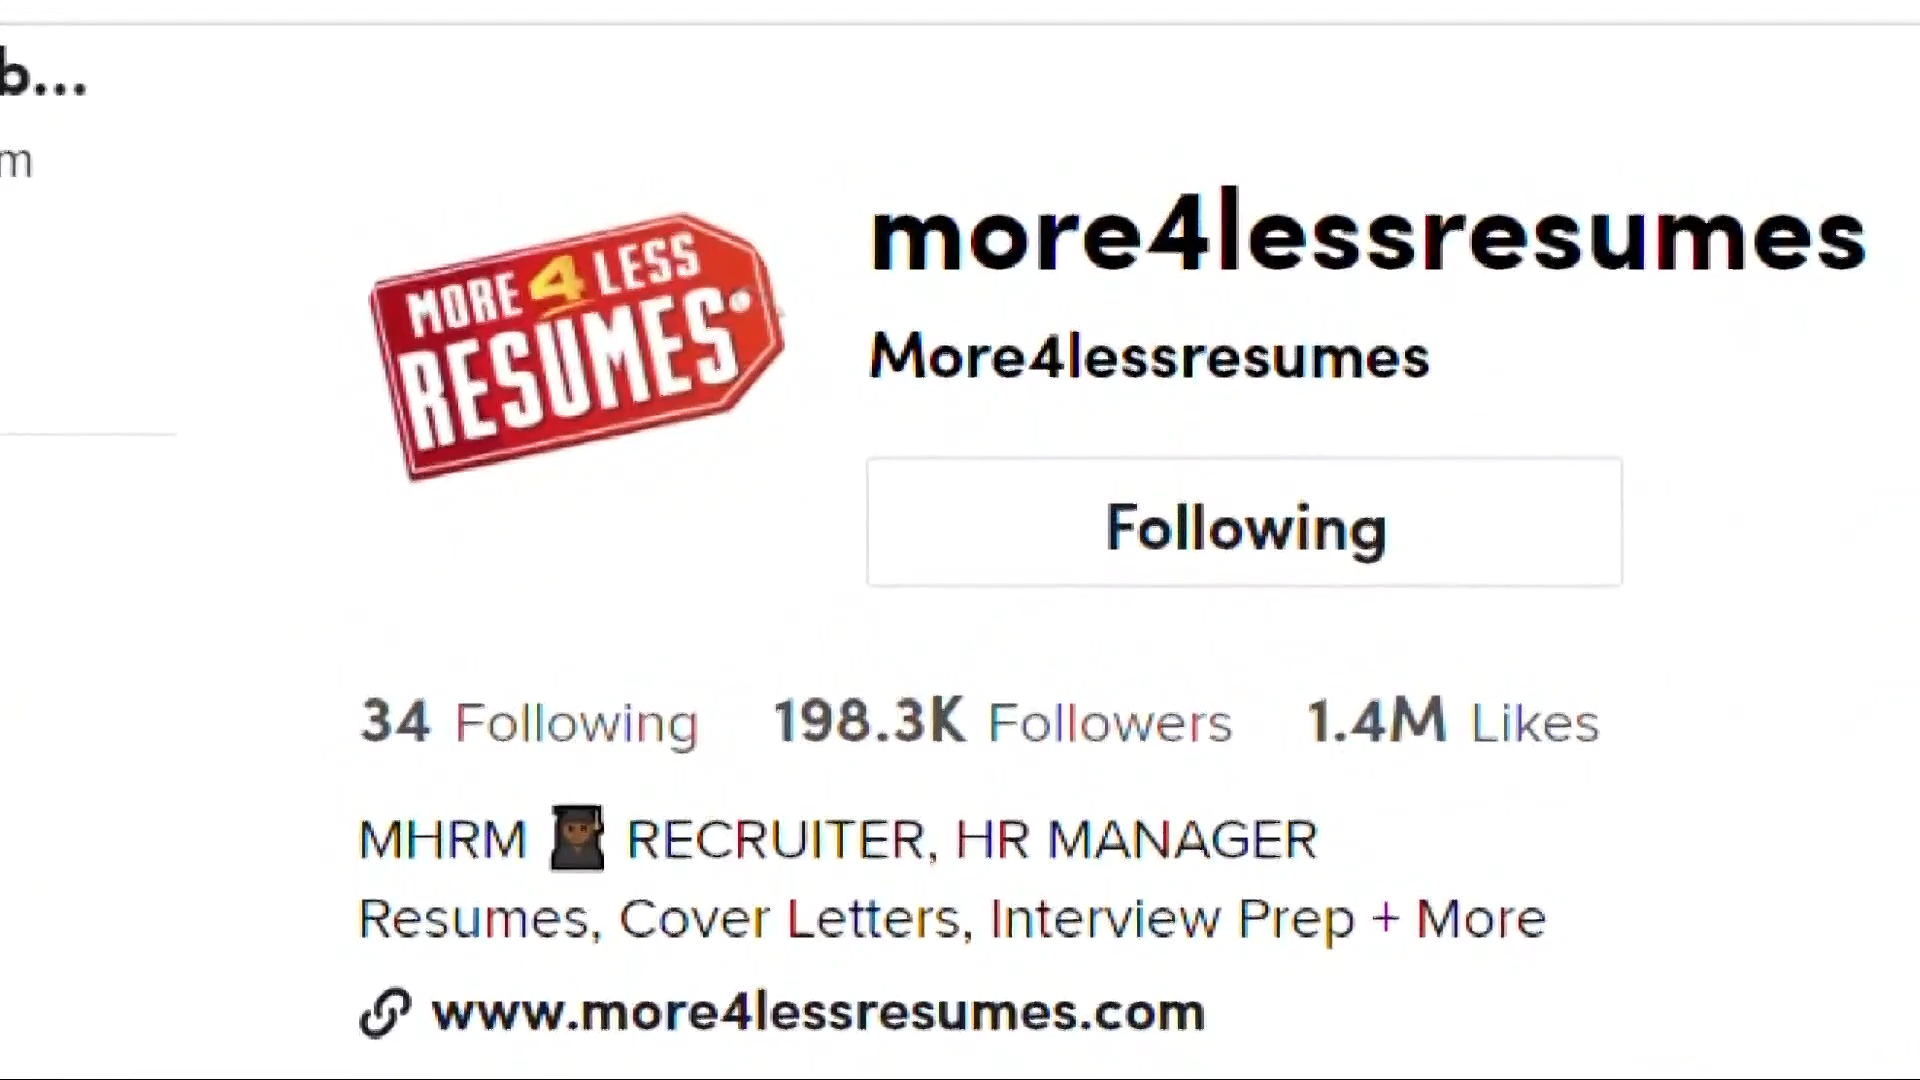 b...
m
MORE 4 LESS
RESUMES
more4lessresumes
More4lessresumes
Following
34 Following 198.3K Followers 1.4M Likes
MHRM 👩🏾‍🎓 RECRUITER, HR MANAGER
Resumes, Cover Letters, Interview Prep + More
www.more4lessresumes.com